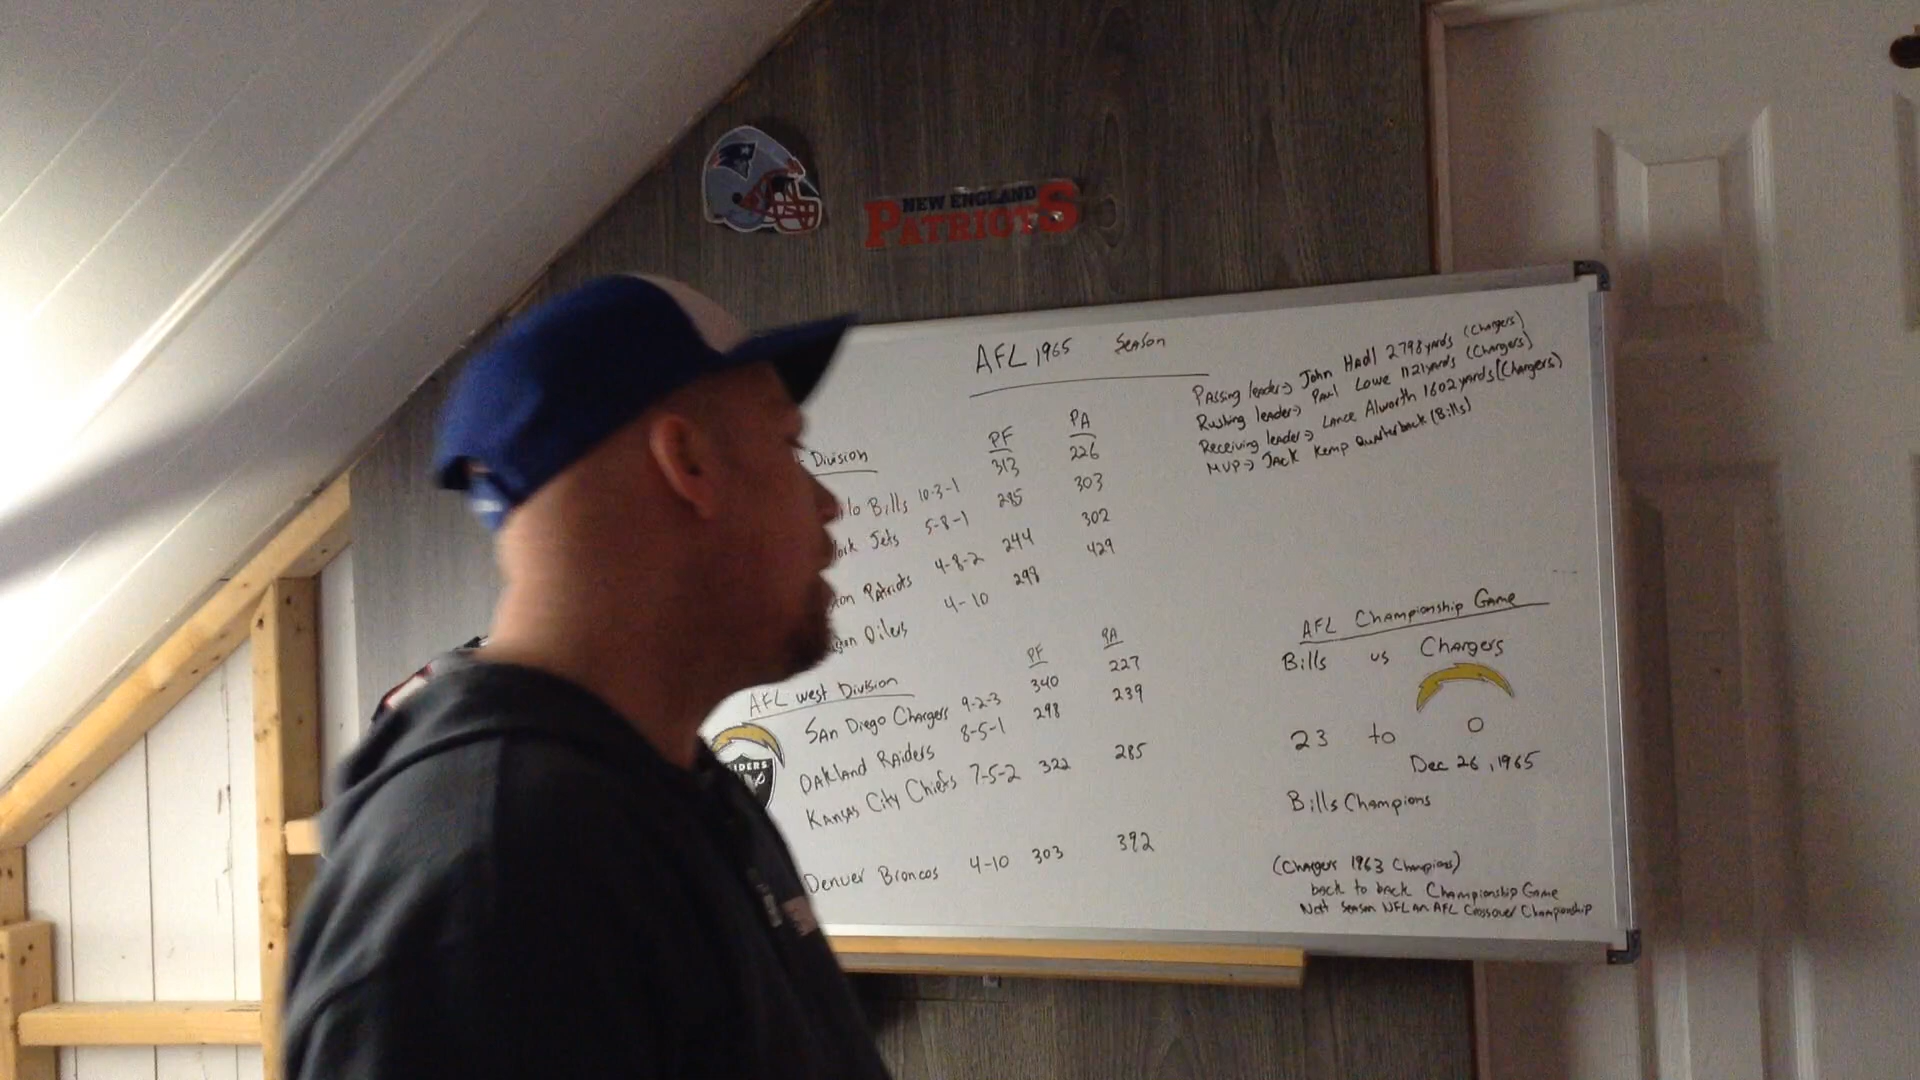 NEW ENGLAND
PATRIOTS
AFL 1965 Season
Passing leader → John Hadl 2798 yards (Chargers)
Rushing leader → Paul Lowe 1121 yards (Chargers)
Receiving leader → Lance Alworth 1602 yards (Chargers)
MVP → Jack Kemp Quarterback (Bills)
Division PF PA
lo Bills 10-3-1 313 226
ork Jets 5-8-1 285 303
ton Patriots 4-8-2 244 302
Oilers 4-10 298 429
AFL West Division PF PA
San Diego Chargers 9-2-3 340 227
Oakland Raiders 8-5-1 298 239
Kansas City Chiefs 7-5-2 322 285
Denver Broncos 4-10 303 392
IDERS
AFL Championship Game
Bills vs Chargers
23 to 0
Dec 26, 1965
Bills Champions
(Chargers 1963 Champions)
back to back Championship Game
Next Season NFL an AFL Crossover Championship